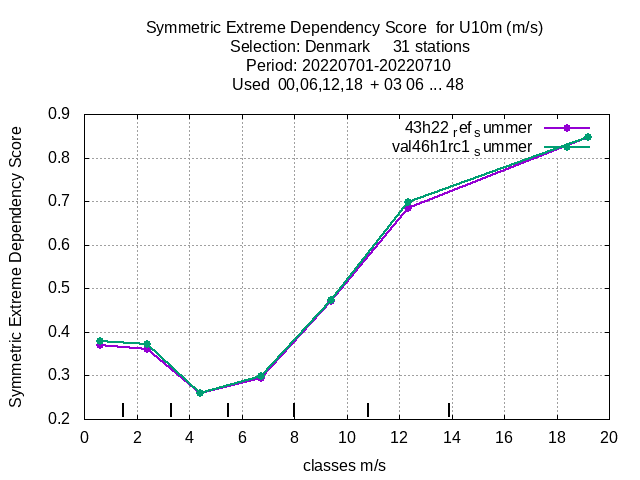 Symmetric Extreme Dependency Score for U10m (m/s)
Selection: Denmark 31 stations
Period: 20220701-20220710
Used 00,06,12,18 + 03 06 ... 48
43h22 ref summer
val46h1rc1 summer
Symmetric Extreme Dependency Score
0.9
0.8
0.7
0.6
0.5
0.4
0.3
0.2
0 2 4 6 8 10 12 14 16 18 20
classes m/s